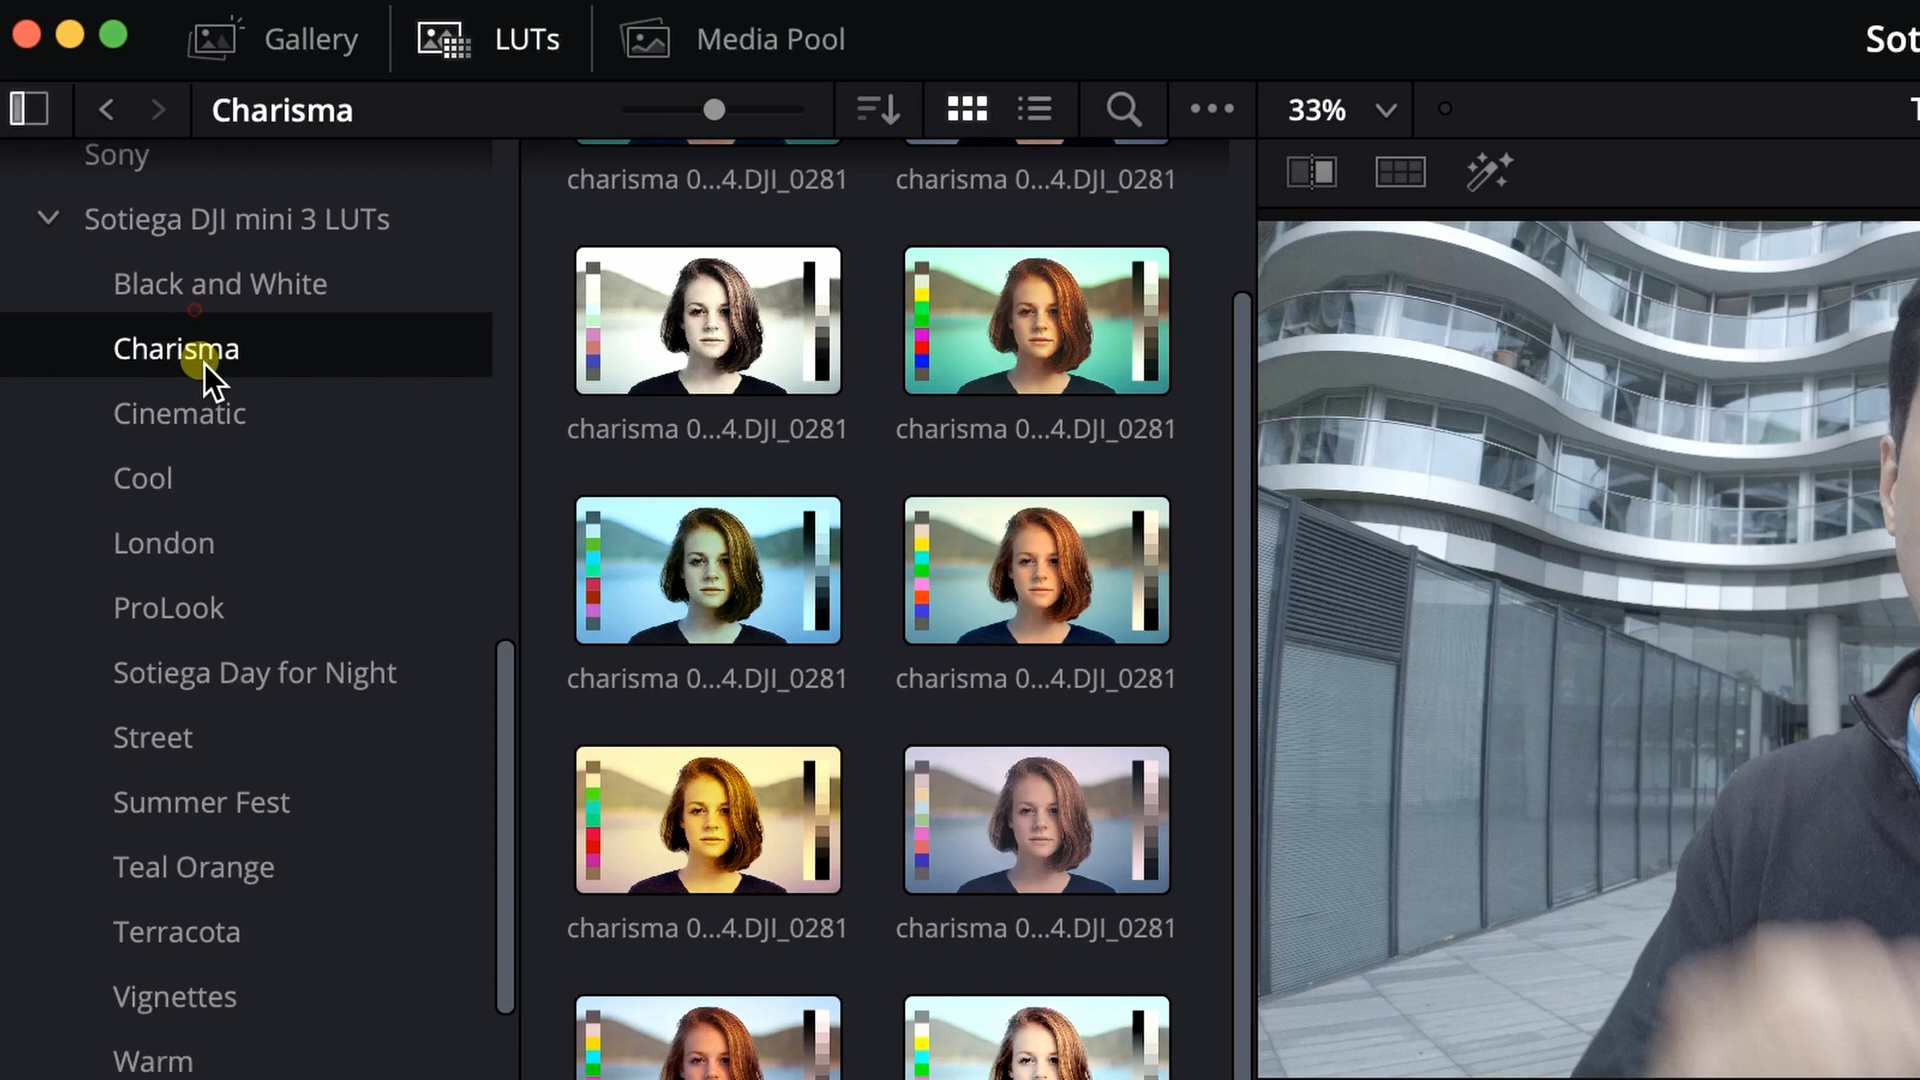 Gallery
LUTs
Media Pool
Sot
Charisma
33%
T
Sony
Sotiega DJI mini 3 LUTs
Black and White
Charisma
Cinematic
Cool
London
ProLook
Sotiega Day for Night
Street
Summer Fest
Teal Orange
Terracota
Vignettes
Warm
charisma 0...4.DJI_0281 charisma 0...4.DJI_0281
charisma 0...4.DJI_0281 charisma 0...4.DJI_0281
charisma 0...4.DJI_0281 charisma 0...4.DJI_0281
charisma 0...4.DJI_0281 charisma 0...4.DJI_0281